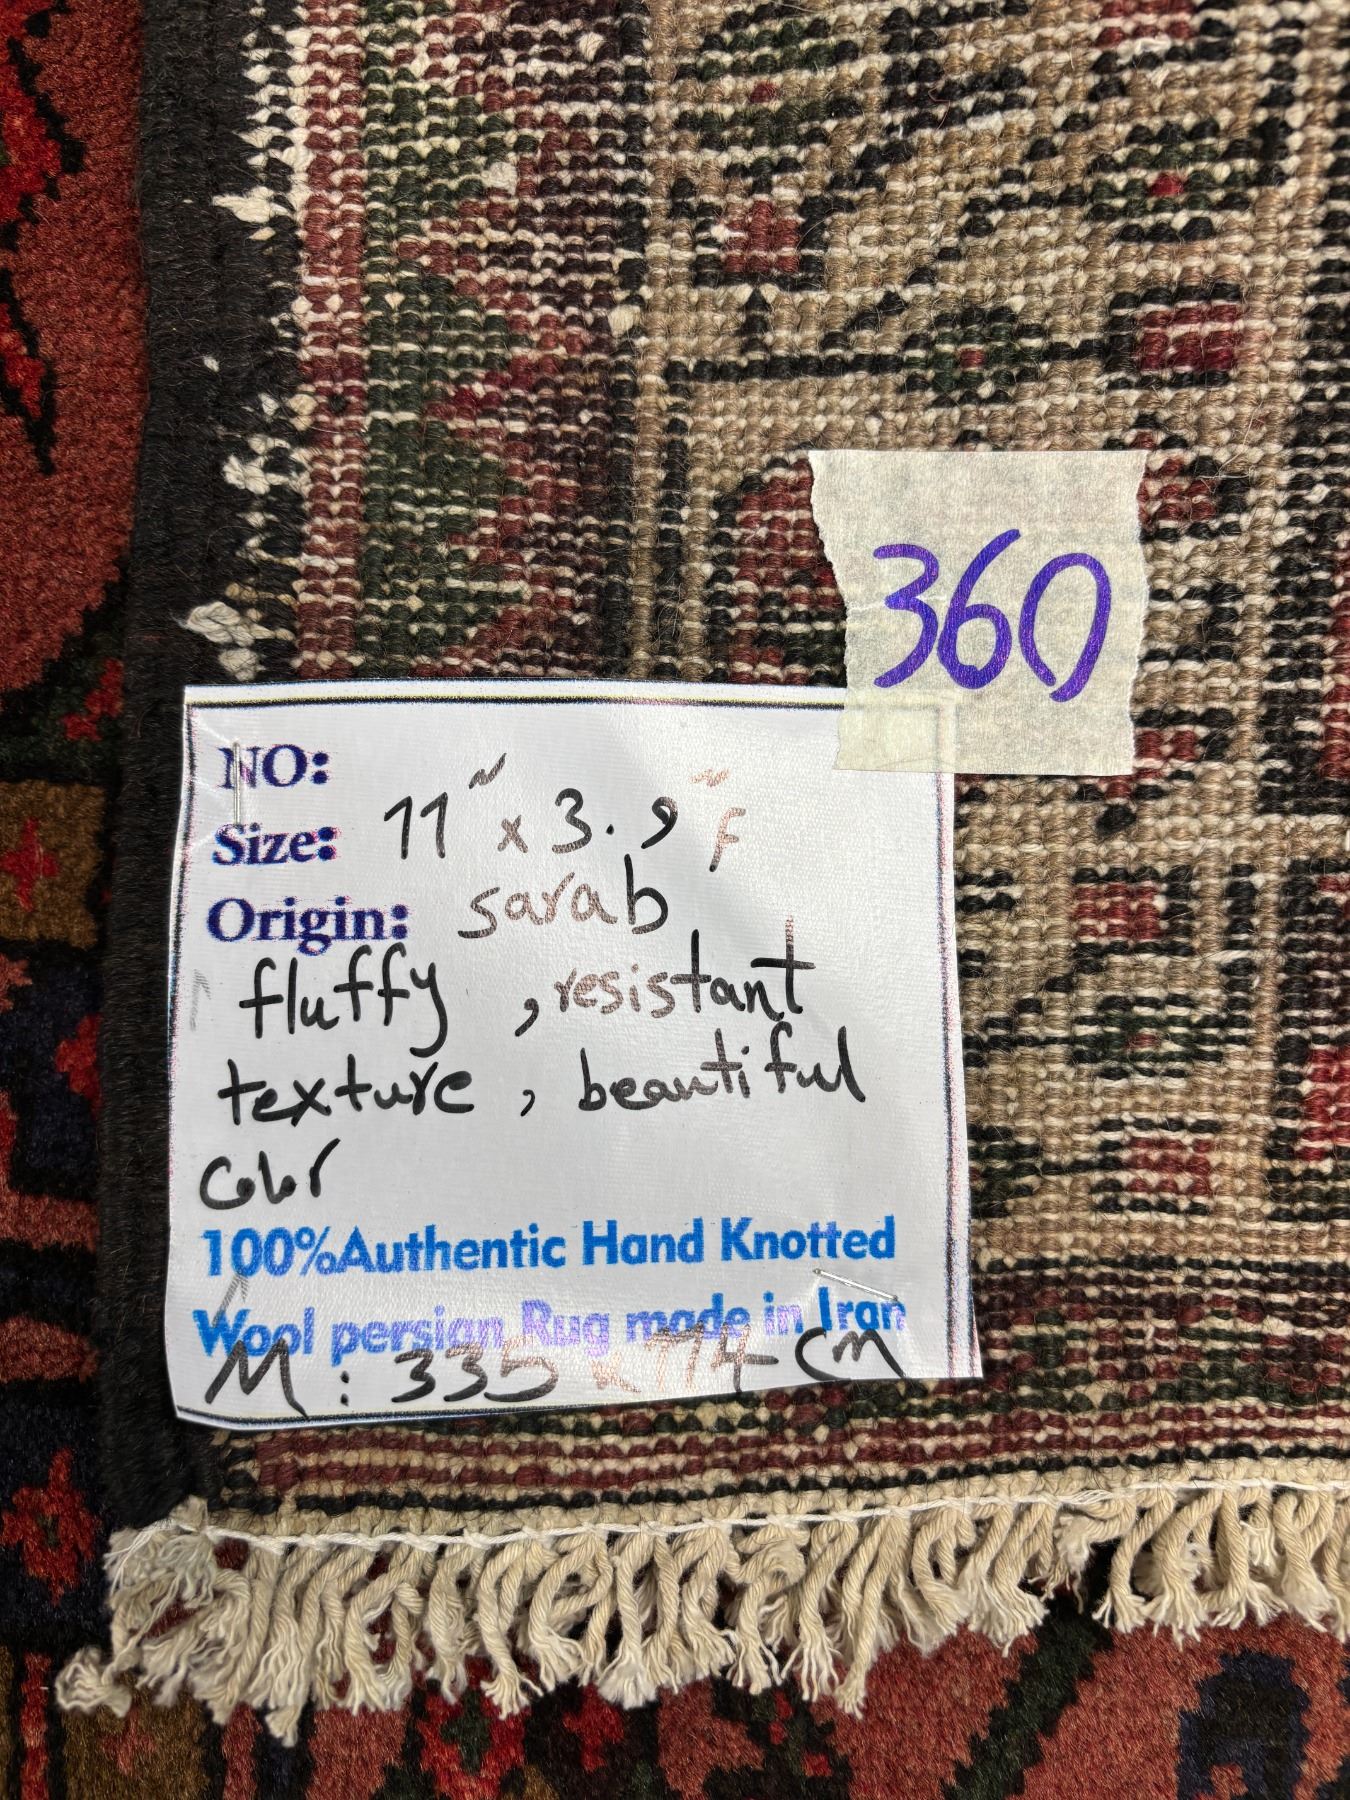 360
NO:
Size: 11" x 3.9" F
Origin: sarab
fluffy , resistant
texture , beautiful
Color
100%Authentic Hand Knotted
Wool persian Rug made in Iran
M: 335 x 114 cm